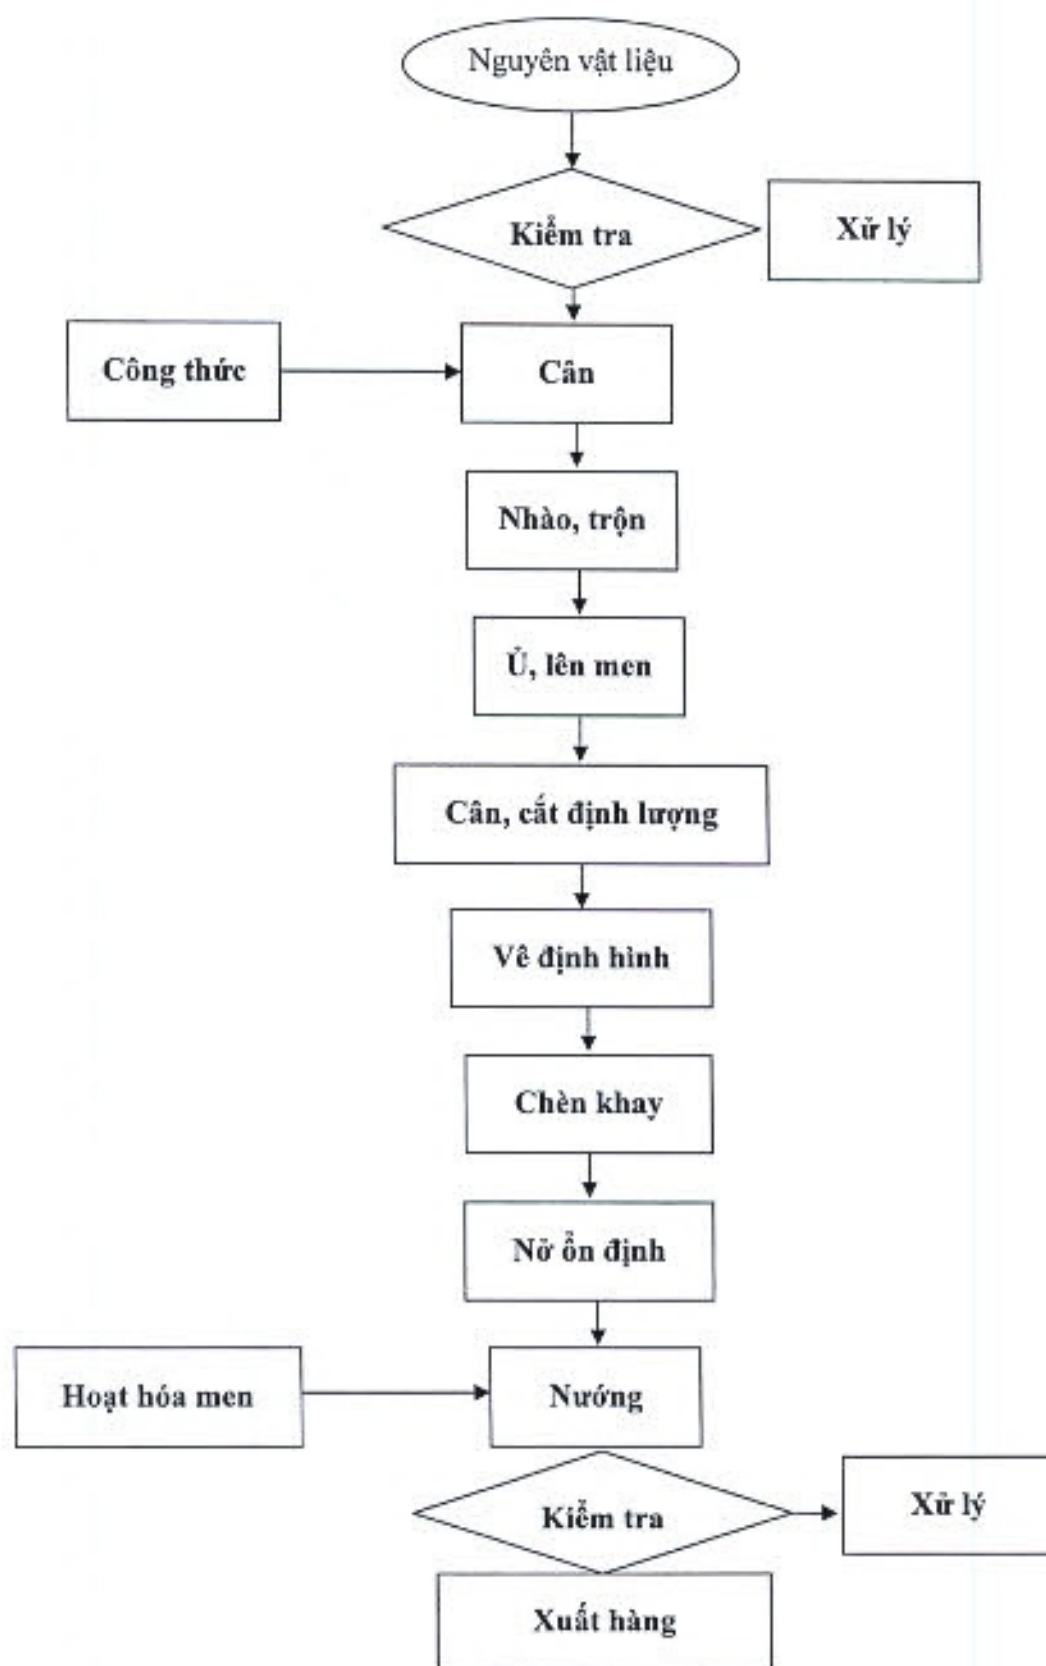 Nguyên vật liệu
Kiểm tra
Xử lý
Công thức
Cân
Nhào, trộn
Ủ, lên men
Cân, cắt định lượng
Vê định hình
Chèn khay
Nở ổn định
Hoạt hóa men
Nướng
Kiểm tra
Xử lý
Xuất hàng